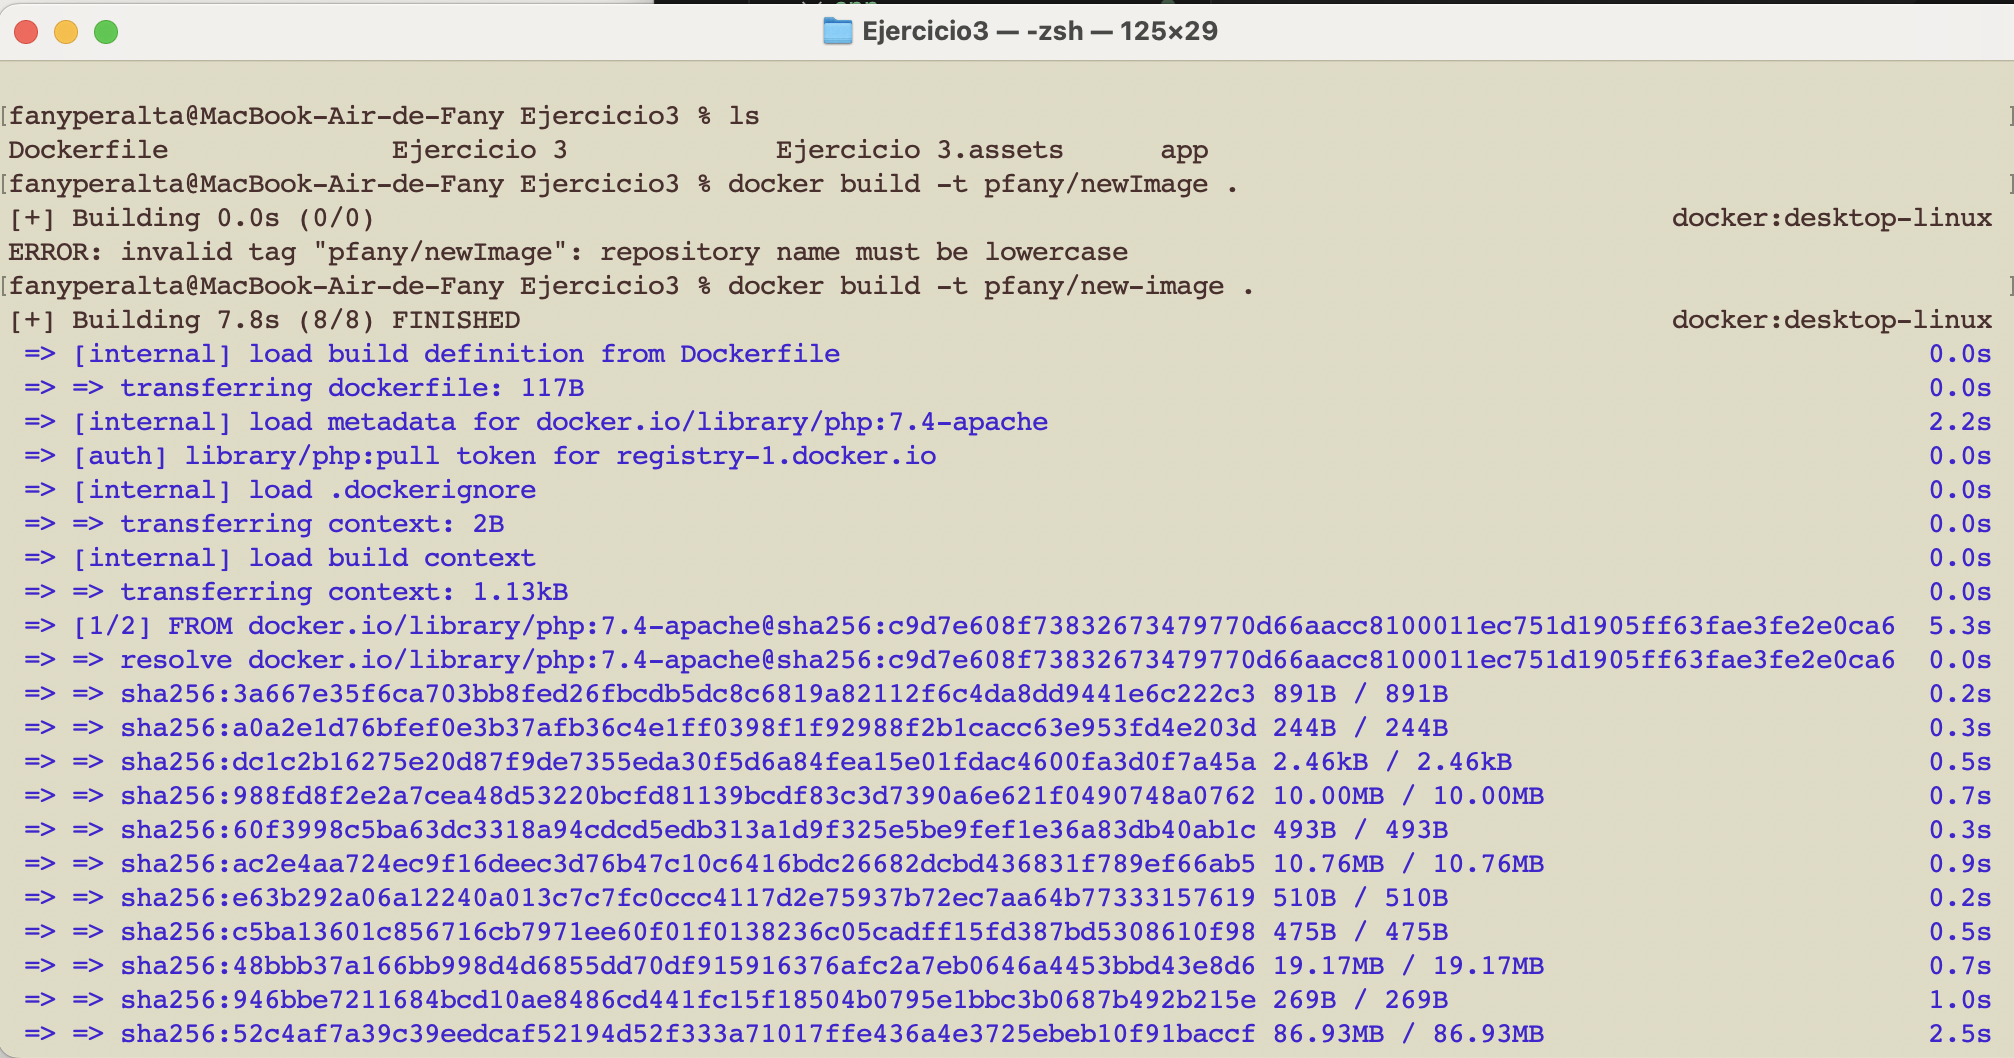 Ejercicio3 — -zsh — 125×29
[fanyperalta@MacBook-Air-de-Fany Ejercicio3 % ls ]
Dockerfile Ejercicio 3 Ejercicio 3.assets app
[fanyperalta@MacBook-Air-de-Fany Ejercicio3 % docker build -t pfany/newImage . ]
[+] Building 0.0s (0/0) docker:desktop-linux
ERROR: invalid tag "pfany/newImage": repository name must be lowercase
[fanyperalta@MacBook-Air-de-Fany Ejercicio3 % docker build -t pfany/new-image . ]
[+] Building 7.8s (8/8) FINISHED docker:desktop-linux
=> [internal] load build definition from Dockerfile 0.0s
=> => transferring dockerfile: 117B 0.0s
=> [internal] load metadata for docker.io/library/php:7.4-apache 2.2s
=> [auth] library/php:pull token for registry-1.docker.io 0.0s
=> [internal] load .dockerignore 0.0s
=> => transferring context: 2B 0.0s
=> [internal] load build context 0.0s
=> => transferring context: 1.13kB 0.0s
=> [1/2] FROM docker.io/library/php:7.4-apache@sha256:c9d7e608f73832673479770d66aacc8100011ec751d1905ff63fae3fe2e0ca6 5.3s
=> => resolve docker.io/library/php:7.4-apache@sha256:c9d7e608f73832673479770d66aacc8100011ec751d1905ff63fae3fe2e0ca6 0.0s
=> => sha256:3a667e35f6ca703bb8fed26fbcdb5dc8c6819a82112f6c4da8dd9441e6c222c3 891B / 891B 0.2s
=> => sha256:a0a2e1d76bfef0e3b37afb36c4e1ff0398f1f92988f2b1cacc63e953fd4e203d 244B / 244B 0.3s
=> => sha256:dc1c2b16275e20d87f9de7355eda30f5d6a84fea15e01fdac4600fa3d0f7a45a 2.46kB / 2.46kB 0.5s
=> => sha256:988fd8f2e2a7cea48d53220bcfd81139bcdf83c3d7390a6e621f0490748a0762 10.00MB / 10.00MB 0.7s
=> => sha256:60f3998c5ba63dc3318a94cdcd5edb313a1d9f325e5be9fef1e36a83db40ab1c 493B / 493B 0.3s
=> => sha256:ac2e4aa724ec9f16deec3d76b47c10c6416bdc26682dcbd436831f789ef66ab5 10.76MB / 10.76MB 0.9s
=> => sha256:e63b292a06a12240a013c7c7fc0ccc4117d2e75937b72ec7aa64b77333157619 510B / 510B 0.2s
=> => sha256:c5ba13601c856716cb7971ee60f01f0138236c05cadff15fd387bd5308610f98 475B / 475B 0.5s
=> => sha256:48bbb37a166bb998d4d6855dd70df915916376afc2a7eb0646a4453bbd43e8d6 19.17MB / 19.17MB 0.7s
=> => sha256:946bbe7211684bcd10ae8486cd441fc15f18504b0795e1bbc3b0687b492b215e 269B / 269B 1.0s
=> => sha256:52c4af7a39c39eedcaf52194d52f333a71017ffe436a4e3725ebeb10f91baccf 86.93MB / 86.93MB 2.5s